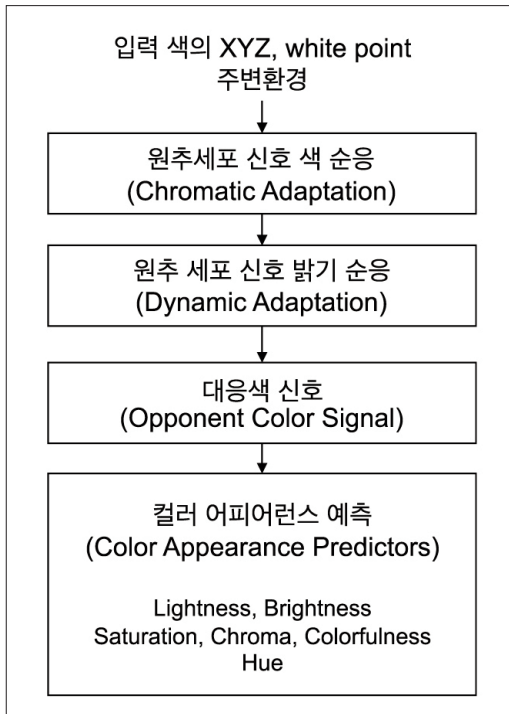 입력 색의 XYZ, white point
주변환경
원추세포 신호 색 순응
(Chromatic Adaptation)
원추 세포 신호 밝기 순응
(Dynamic Adaptation)
대응색 신호
(Opponent Color Signal)
컬러 어피어런스 예측
(Color Appearance Predictors)
Lightness, Brightness
Saturation, Chroma, Colorfulness
Hue